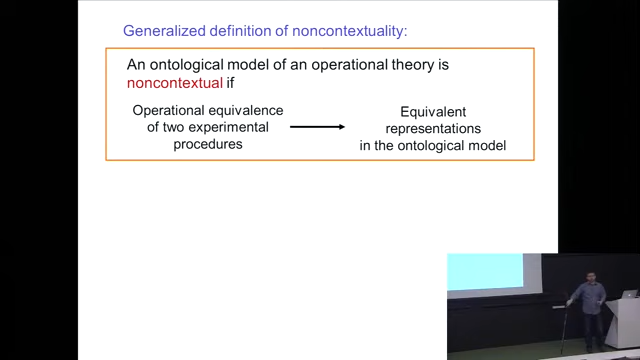 Generalized definition of noncontextuality:
An ontological model of an operational theory is
noncontextual if
Operational equivalence
of two experimental
procedures
Equivalent
representations
in the ontological model